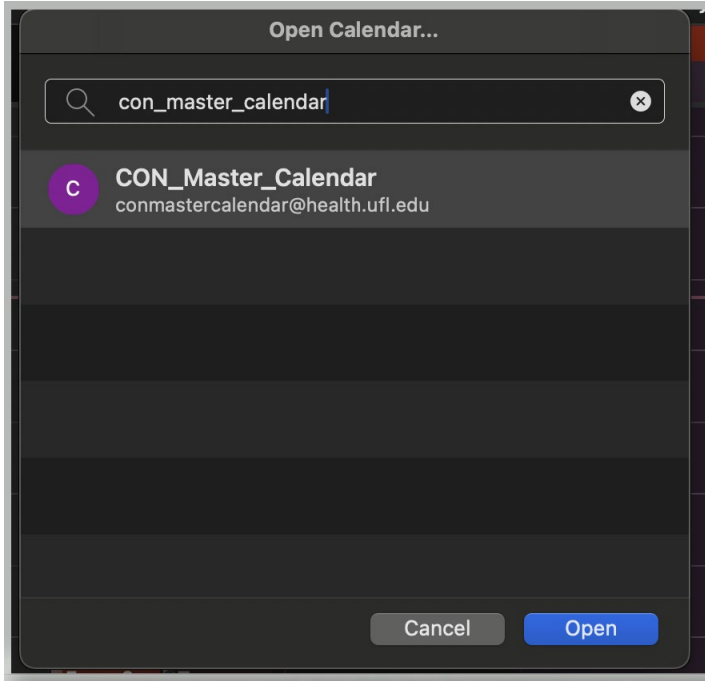 Open Calendar...
con_master_calendar
C
CON_Master_Calendar
conmastercalendar@health.ufl.edu
Cancel
Open